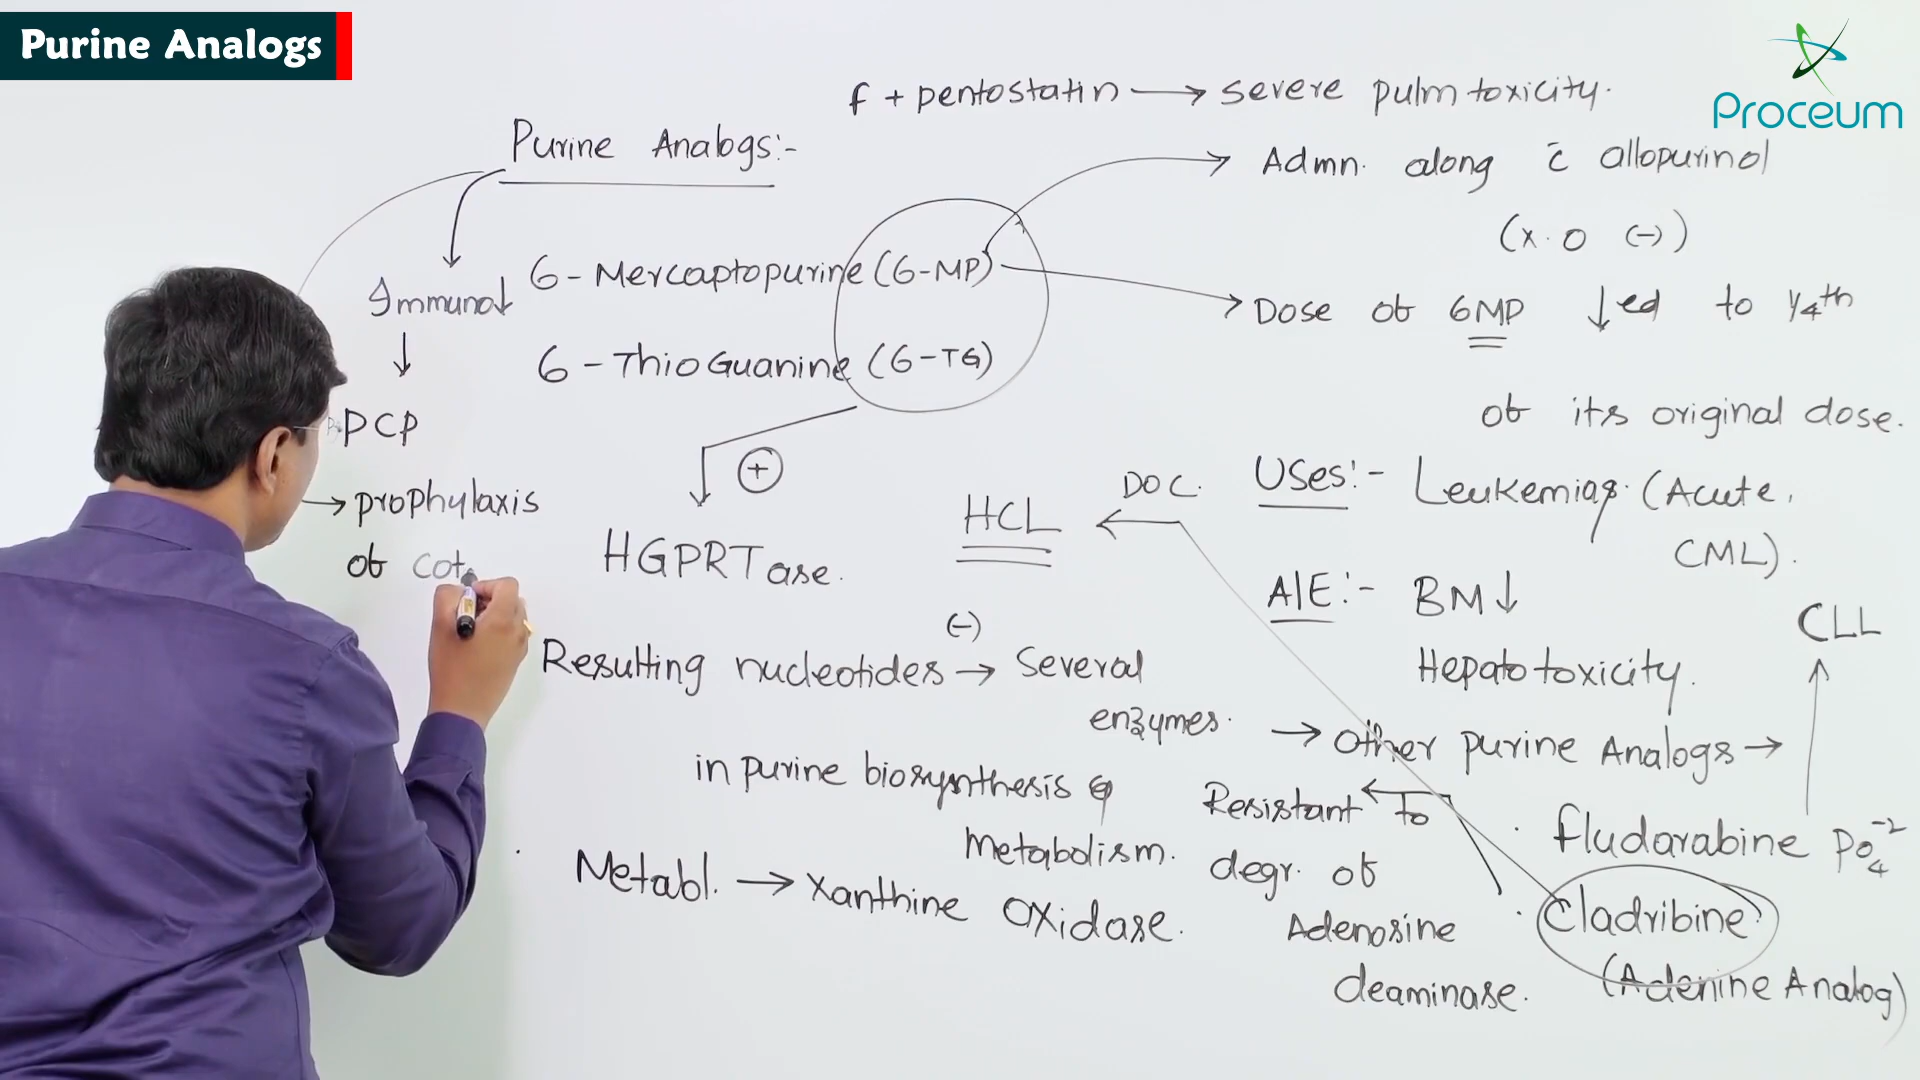 Purine Analogs
Proceum
f + pentostatin → severe pulm toxicity.
Purine Analogs:-
Admn. along c̄ allopurinol
(X.O (-))
Immuno↓
6-Mercaptopurine (6-MP)
Dose of 6MP ↓ed to 1/4th
of its original dose.
6-ThioGuanine (6-TG)
PCP
→ prophylaxis
of cot
(+)
HGPRTase.
HCL
DOC.
Uses:- Leukemias. (Acute,
CML).
A/E:- BM↓
Hepatotoxicity.
CLL
(-)
Resulting nucleotides → Several
enzymes.
in purine biosynthesis &
metabolism.
Metabl. → Xanthine Oxidase.
→ Other purine Analogs →
Resistant to
degr. of
Adenosine
deaminase.
. fludarabine PO4-2
. Cladribine
(Adenine Analog)